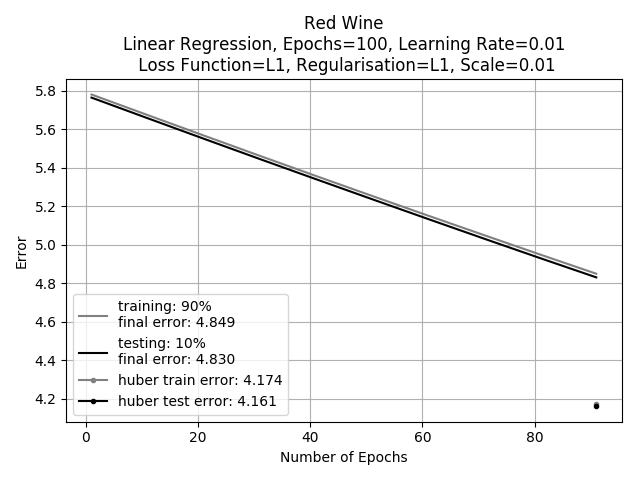 Red Wine
Linear Regression, Epochs=100, Learning Rate=0.01
Loss Function=L1, Regularisation=L1, Scale=0.01
5.8
5.6
5.4
5.2
5.0
4.8
4.6
4.4
4.2
Error
training: 90%
final error: 4.849
testing: 10%
final error: 4.830
huber train error: 4.174
huber test error: 4.161
0 20 40 60 80
Number of Epochs